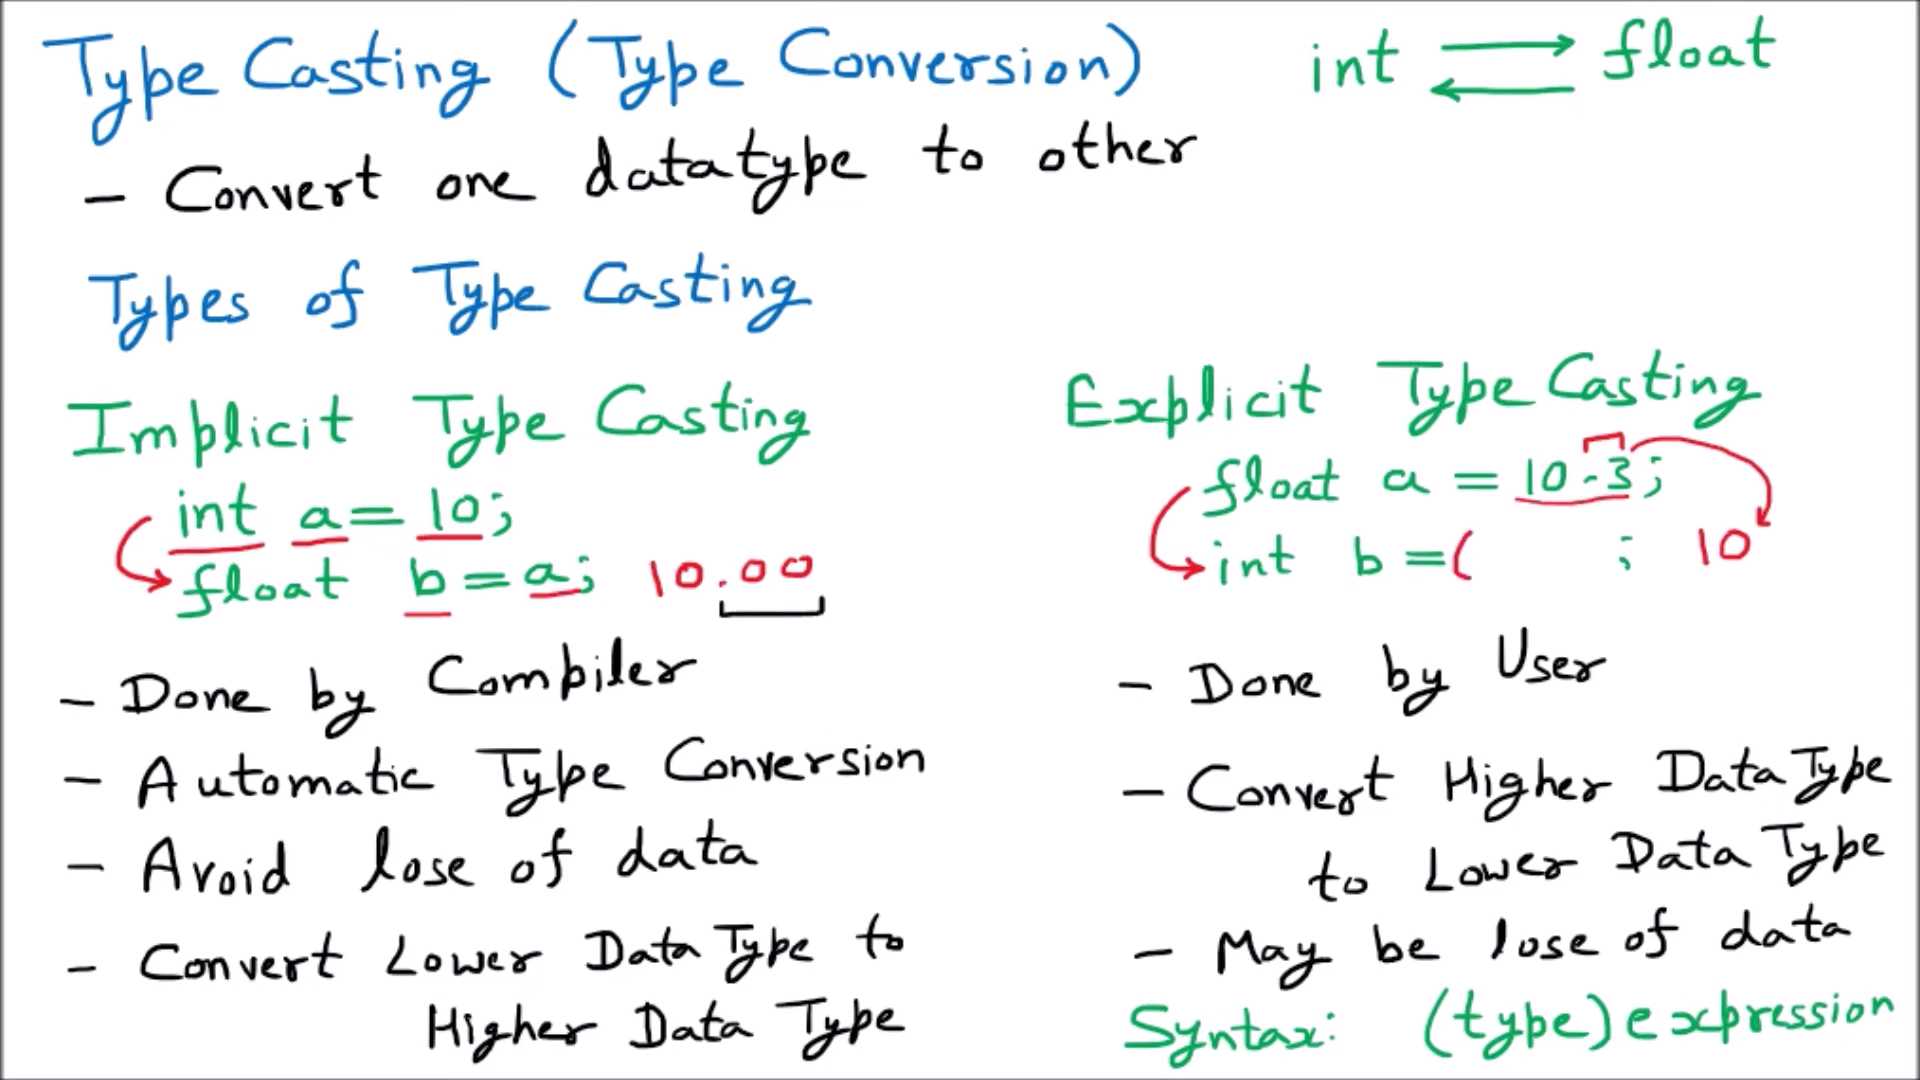 Type Casting (Type Conversion)
int float
- Convert one datatype to other
Types of Type Casting
Implicit Type Casting
int a = 10;
float b = a; 10.00
- Done by Compiler
- Automatic Type Conversion
- Avoid lose of data
- Convert Lower Data Type to
Higher Data Type
Explicit Type Casting
float a = 10.3;
int b = ( ; 10
- Done by User
- Convert Higher Data Type
to Lower Data Type
- May be lose of data
Syntax: (type) expression